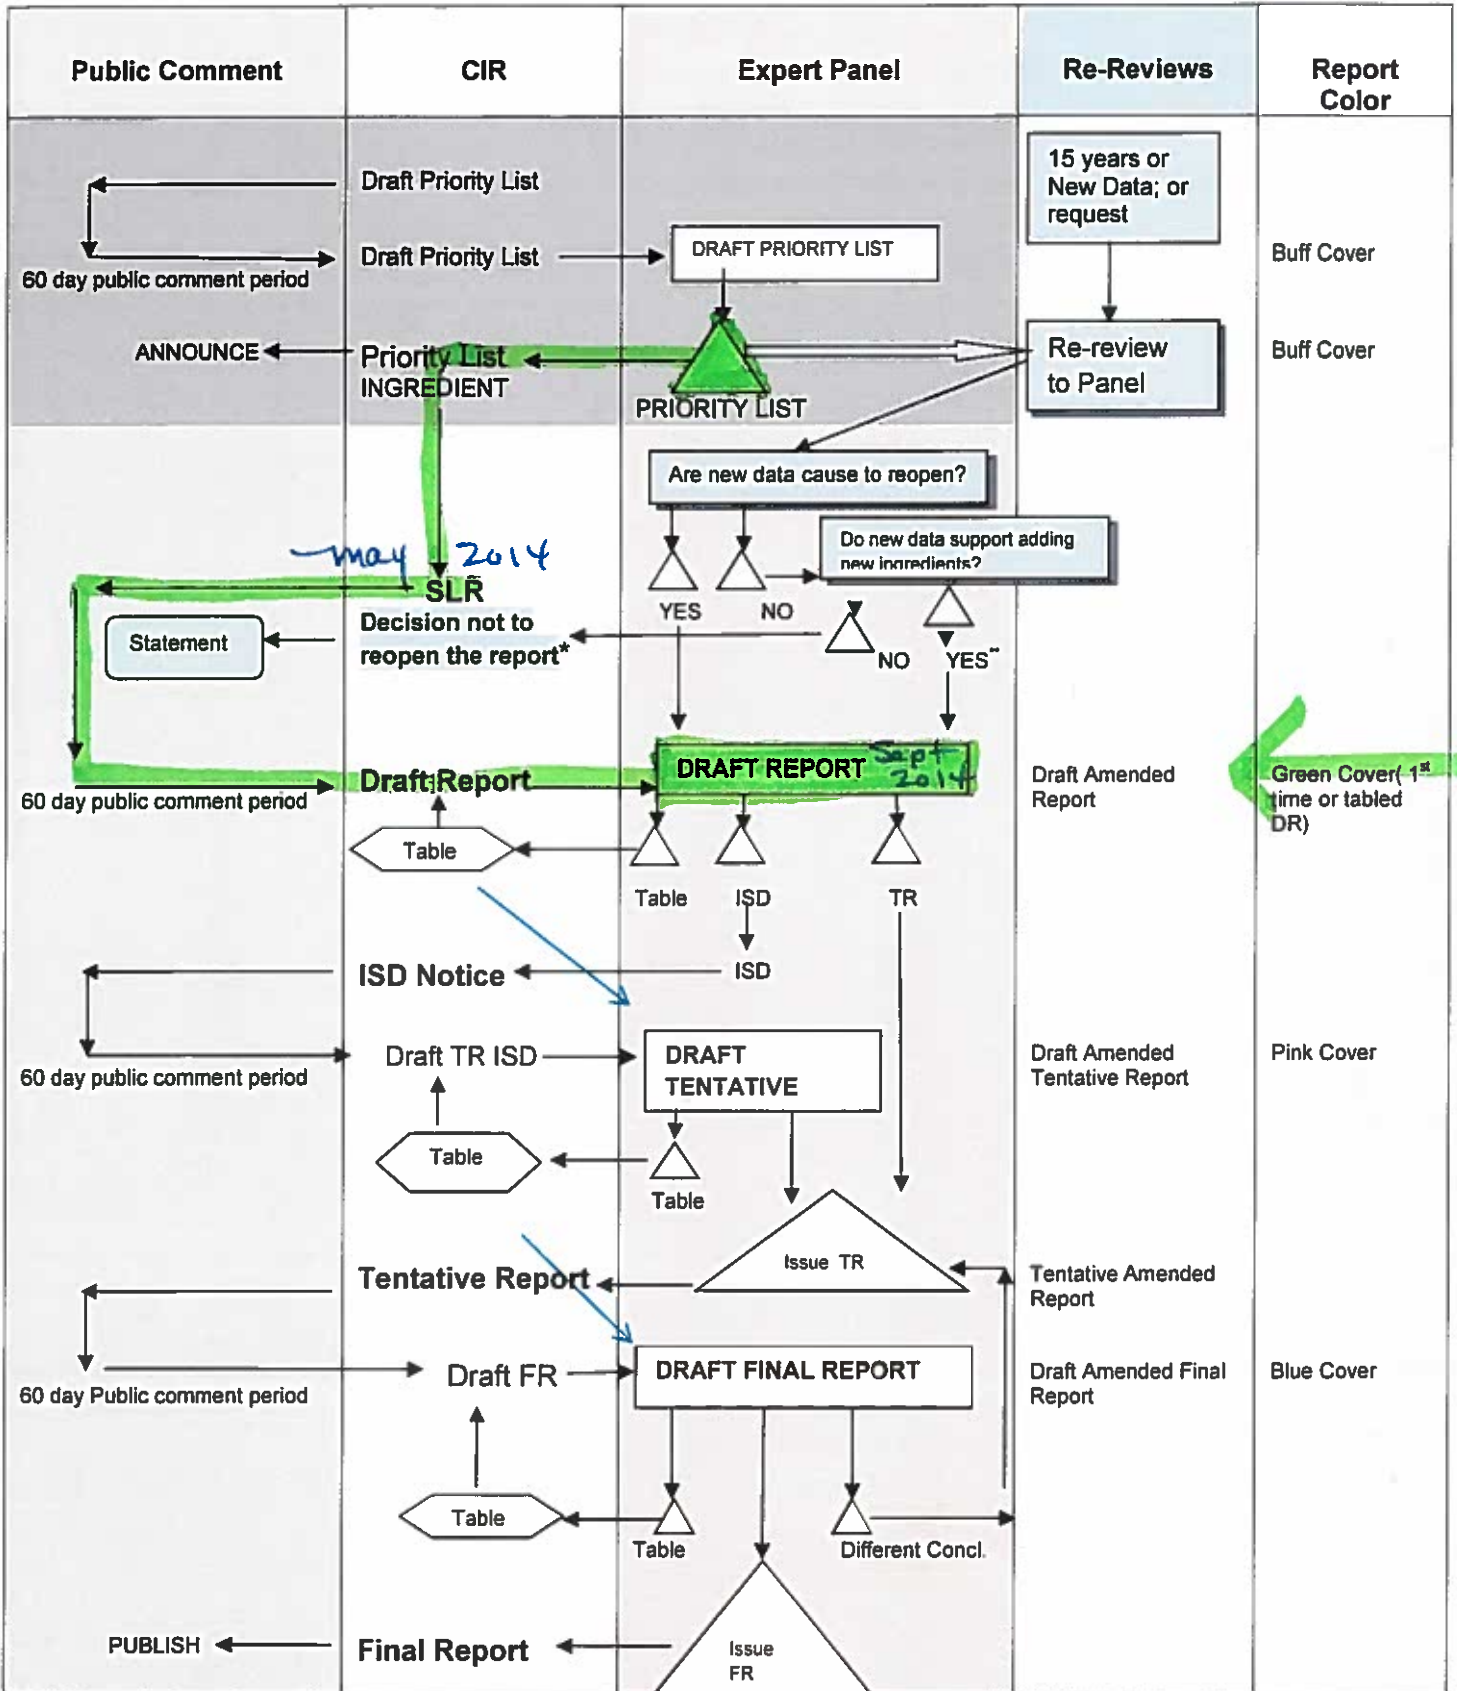 Public Comment
CIR
Expert Panel
Re-Reviews
Report
Color
Draft Priority List
15 years or
New Data; or
request
60 day public comment period
Draft Priority List
DRAFT PRIORITY LIST
Buff Cover
ANNOUNCE
Priority List
INGREDIENT
PRIORITY LIST
Re-review
to Panel
Buff Cover
Are new data cause to reopen?
Do new data support adding
new ingredients?
may 2014
SLR
YES
NO
Statement
Decision not to
reopen the report*
NO
YES
60 day public comment period
Draft Report
DRAFT REPORT
Sept
2014
Draft Amended
Report
Green Cover( 1st
time or tabled
DR)
Table
Table
ISD
TR
ISD Notice
ISD
60 day public comment period
Draft TR ISD
DRAFT
TENTATIVE
Draft Amended
Tentative Report
Pink Cover
Table
Table
Issue TR
Tentative Report
Tentative Amended
Report
60 day Public comment period
Draft FR
DRAFT FINAL REPORT
Draft Amended Final
Report
Blue Cover
Table
Table
Different Concl.
PUBLISH
Final Report
Issue
FR